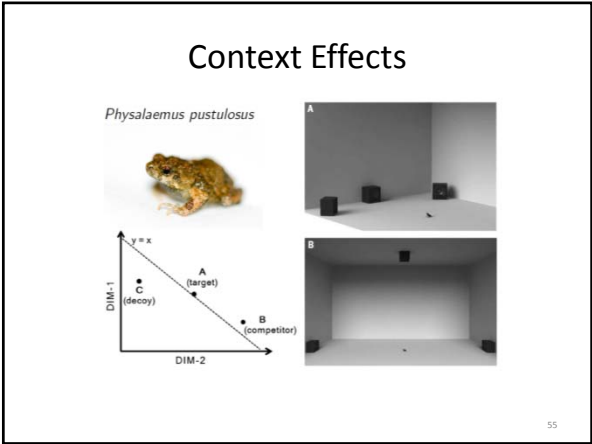 Context Effects
Physalaemus pustulosus
A
B
y = x
DIM-1
C
(decoy)
A
(target)
B
(competitor)
DIM-2
55